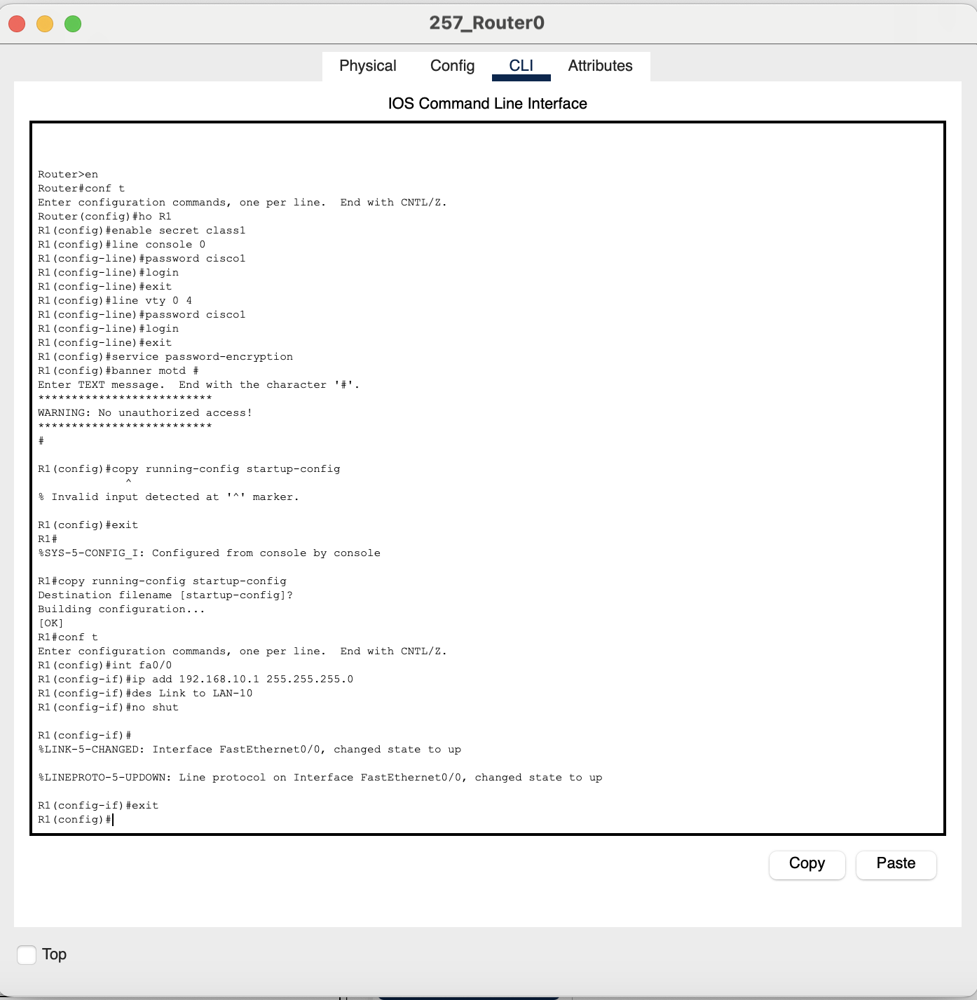 257_Router0
Physical Config CLI Attributes
IOS Command Line Interface
Router>en
Router#conf t
Enter configuration commands, one per line.  End with CNTL/Z.
Router(config)#ho R1
R1(config)#enable secret class1
R1(config)#line console 0
R1(config-line)#password cisco1
R1(config-line)#login
R1(config-line)#exit
R1(config)#line vty 0 4
R1(config-line)#password cisco1
R1(config-line)#login
R1(config-line)#exit
R1(config)#service password-encryption
R1(config)#banner motd #
Enter TEXT message.  End with the character '#'.
**************************
WARNING: No unauthorized access!
**************************
#
R1(config)#copy running-config startup-config
^
% Invalid input detected at '^' marker.
R1(config)#exit
R1#
%SYS-5-CONFIG_I: Configured from console by console
R1#copy running-config startup-config
Destination filename [startup-config]?
Building configuration...
[OK]
R1#conf t
Enter configuration commands, one per line.  End with CNTL/Z.
R1(config)#int fa0/0
R1(config-if)#ip add 192.168.10.1 255.255.255.0
R1(config-if)#des Link to LAN-10
R1(config-if)#no shut
R1(config-if)#
%LINK-5-CHANGED: Interface FastEthernet0/0, changed state to up
%LINEPROTO-5-UPDOWN: Line protocol on Interface FastEthernet0/0, changed state to up
R1(config-if)#exit
R1(config)#
Copy Paste
Top